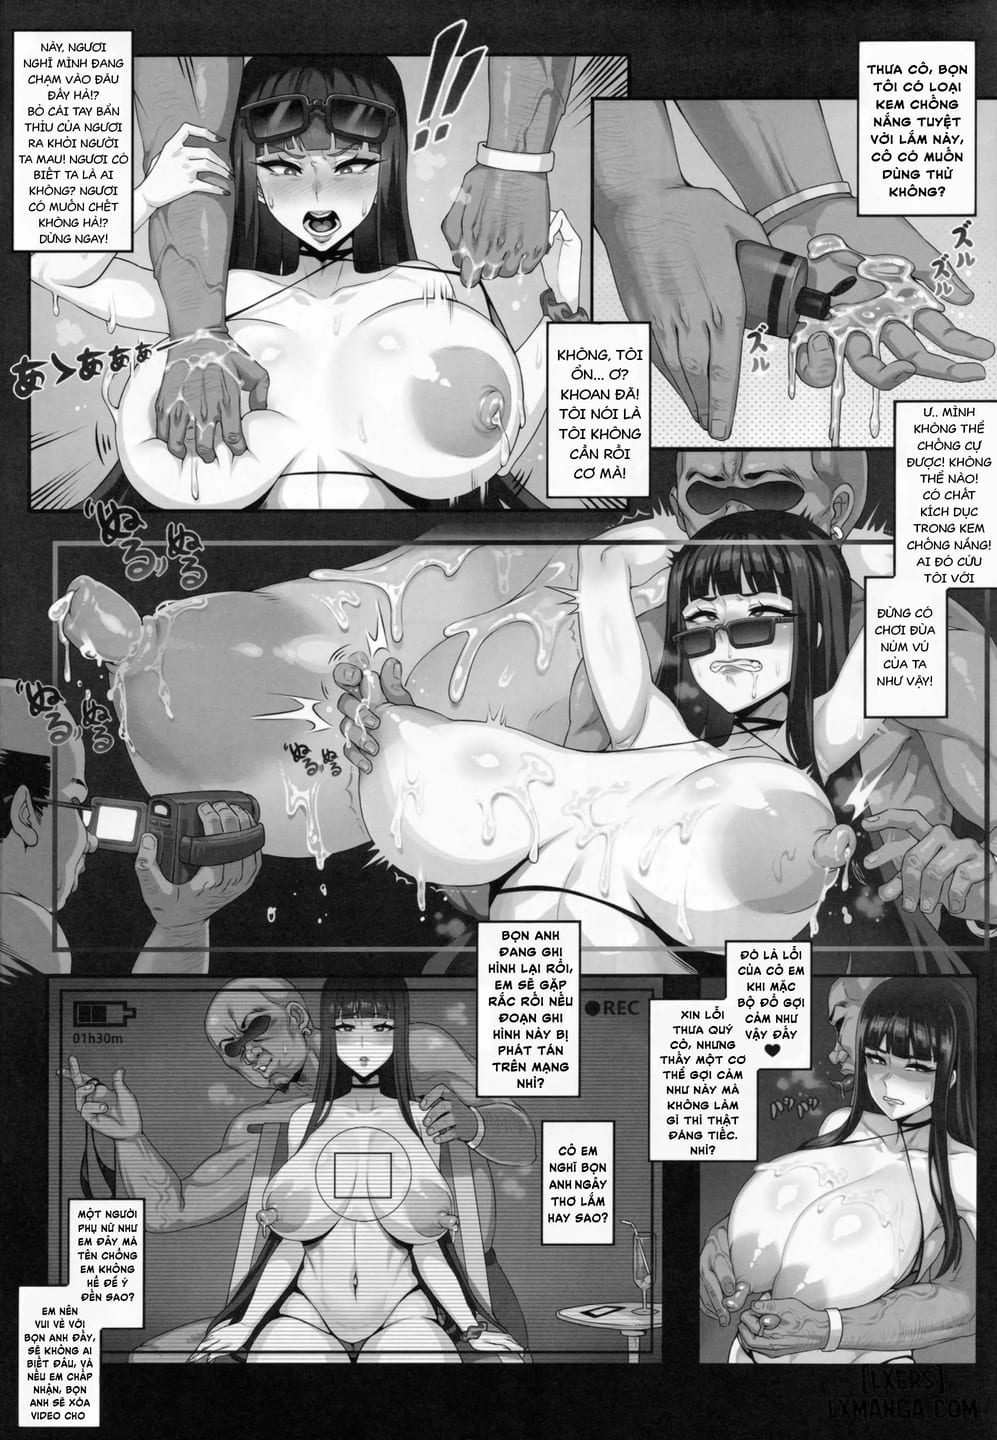 THƯA CÔ, BỌN
TÔI CÓ LOẠI
KEM CHỐNG
NẮNG TUYỆT
VỜI LẮM NÀY,
CÔ CÓ MUỐN
DÙNG THỬ
KHÔNG?
ズル
ズル
ズル
KHÔNG, TÔI
ỔN... Ơ?
KHOAN ĐÃ!
TÔI NÓI LÀ
TÔI KHÔNG
CẦN RỒI
CƠ MÀ!
NÀY, NGƯƠI
NGHĨ MÌNH ĐANG
CHẠM VÀO ĐÂU
ĐẤY HẢ!?
BỎ CÁI TAY BẨN
THỈU CỦA NGƯƠI
RA KHỎI NGƯỜI
TA MAU! NGƯƠI CÓ
BIẾT TA LÀ AI
KHÔNG? NGƯƠI
CÓ MUỐN CHẾT
KHÔNG HẢ!?
DỪNG NGAY!
!!
Ư.. MÌNH
KHÔNG THỂ
CHỐNG CỰ
ĐƯỢC! KHÔNG
THỂ NÀO!
CÓ CHẤT
KÍCH DỤC
TRONG KEM
CHỐNG NẮNG!
AI ĐÓ CỨU
TÔI VỚI
ĐỪNG CÓ
CHƠI ĐÙA
NÚM VÚ
CỦA TA
NHƯ VẬY!
ぬる
ぬる
ぬる
ぬる
ぬる
ぬる
ĐÓ LÀ LỖI
CỦA CÔ EM
KHI MẶC
BỘ ĐỒ GỢI
CẢM NHƯ
VẬY ĐẤY
♥
XIN LỖI
THƯA QUÝ
CÔ, NHƯNG
THẤY MỘT CƠ
THỂ GỢI CẢM
NHƯ NÀY MÀ
KHÔNG LÀM
GÌ THÌ THẬT
ĐÁNG TIẾC.
NHỈ?
BỌN ANH
ĐANG GHI
HÌNH LẠI RỒI,
EM SẼ GẶP
RẮC RỐI NẾU
ĐOẠN GHI
HÌNH NÀY BỊ
PHÁT TÁN
TRÊN MẠNG
NHỈ?
REC
01h30m
CÔ EM
NGHĨ BỌN
ANH NGÂY
THƠ LẮM
HAY SAO?
MỘT NGƯỜI
PHỤ NỮ NHƯ
EM ĐÂY MÀ
TÊN CHỒNG
EM KHÔNG
HỀ ĐỂ Ý
ĐẾN SAO?
EM NÊN
VUI VẺ VỚI
BỌN ANH ĐÂY,
SẼ KHÔNG AI
BIẾT ĐÂU, VÀ
NẾU EM CHẤP
NHẬN, BỌN
ANH SẼ XÓA
VIDEO CHO
[LXERS]
LXMANGA.COM